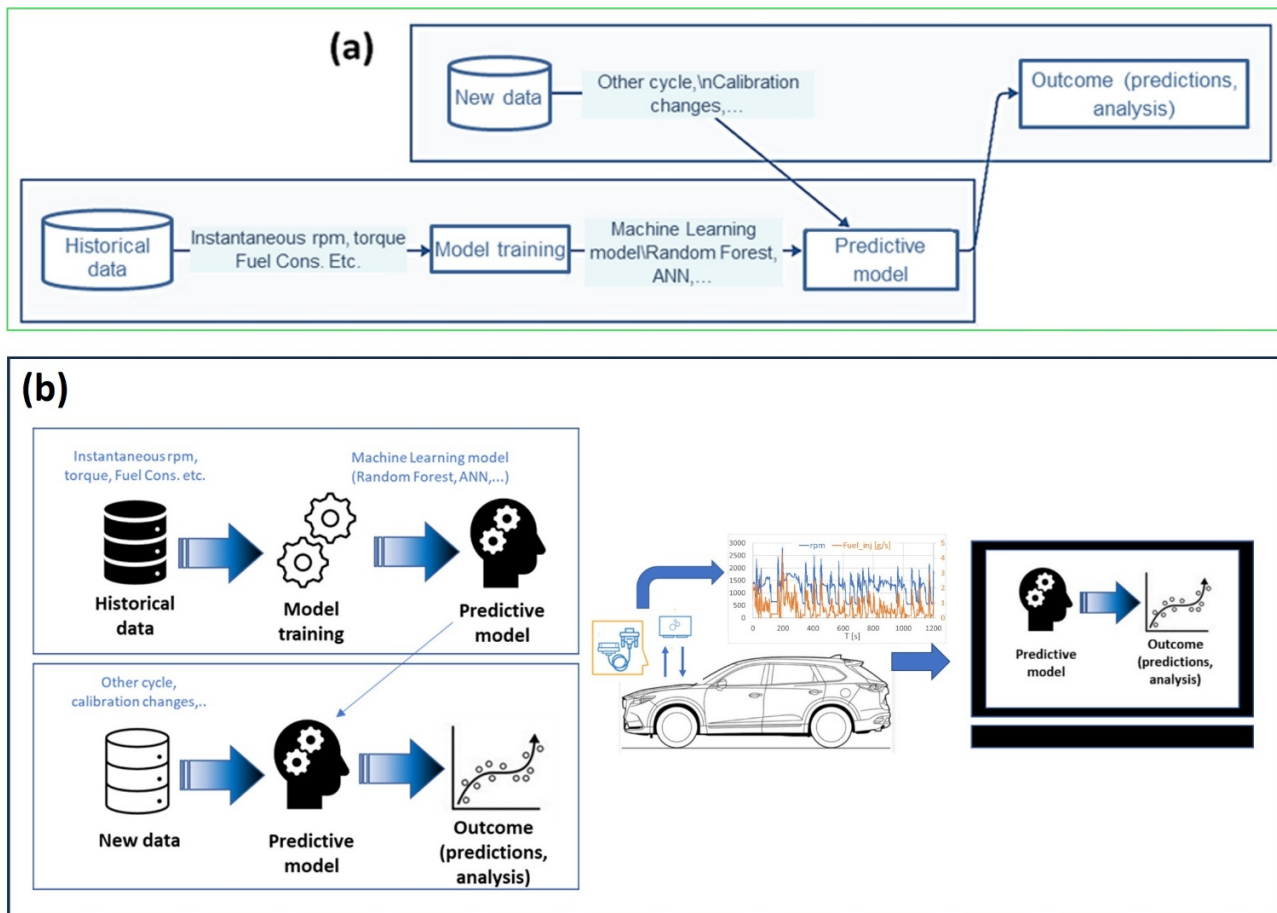 (a)
New data
Other cycle,\nCalibration
changes,...
Outcome (predictions,
analysis)
Historical
data
Instantaneous rpm, torque
Fuel Cons. Etc.
Model training
Machine Learning
model\Random Forest,
ANN,...
Predictive
model
(b)
Instantaneous rpm,
torque, Fuel Cons. etc.
Machine Learning model
(Random Forest, ANN,...)
Historical
data
Model
training
Predictive
model
Other cycle,
calibration changes,..
New data
Predictive
model
Outcome
(predictions,
analysis)
rpm
Fuel_inj [g/s]
3000
2500
2000
1500
1000
500
0
5
4
3
2
1
0
0 200 400 600 800 1000 1200
T [s]
Predictive
model
Outcome
(predictions,
analysis)